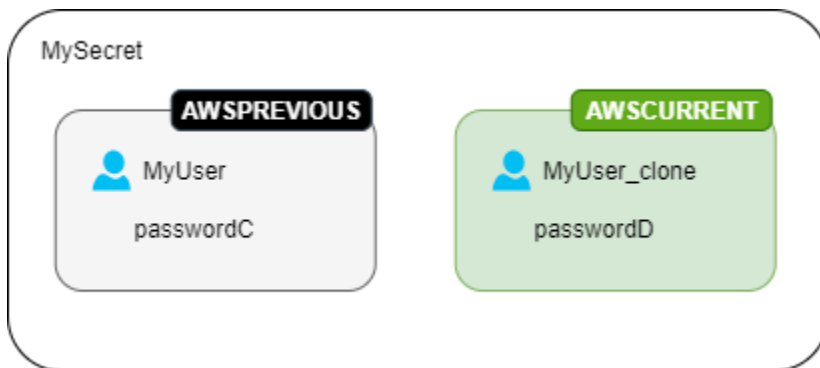 MySecret
AWSPREVIOUS
MyUser
passwordC
AWSCURRENT
MyUser_clone
passwordD